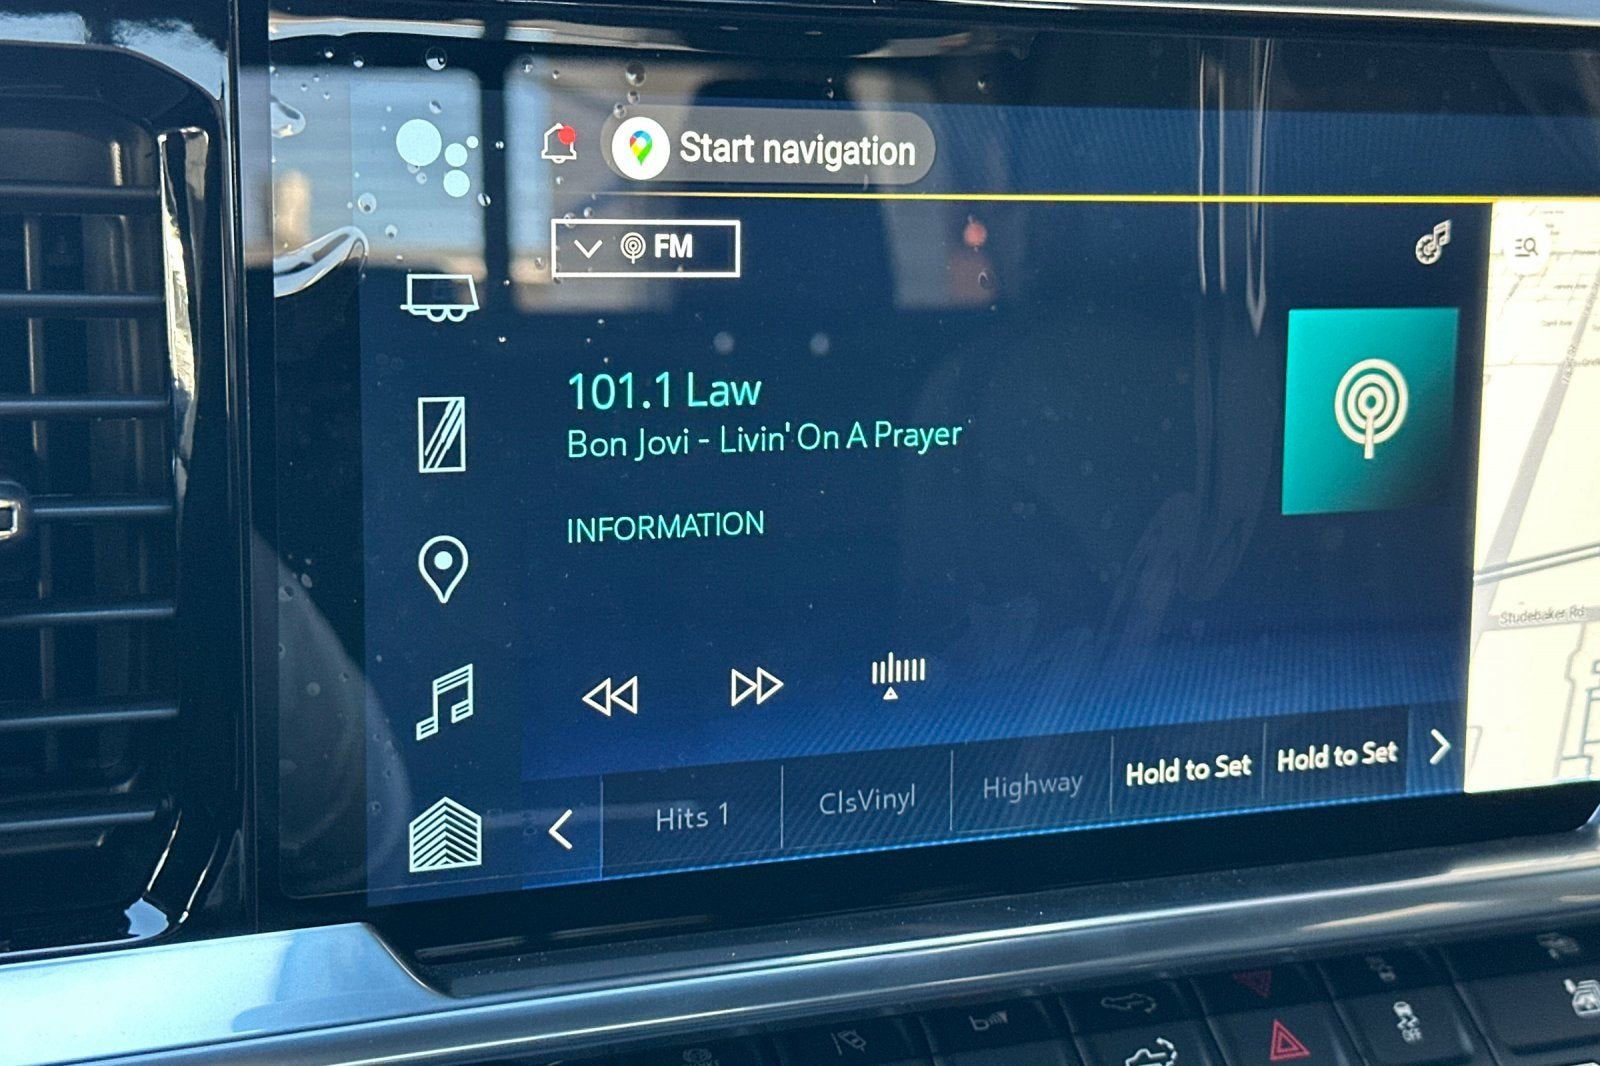 Start navigation
FM
101.1 Law
Bon Jovi - Livin' On A Prayer
INFORMATION
Hits 1
ClsVinyl
Highway
Hold to Set
Hold to Set
Studebaker Rd
OFF